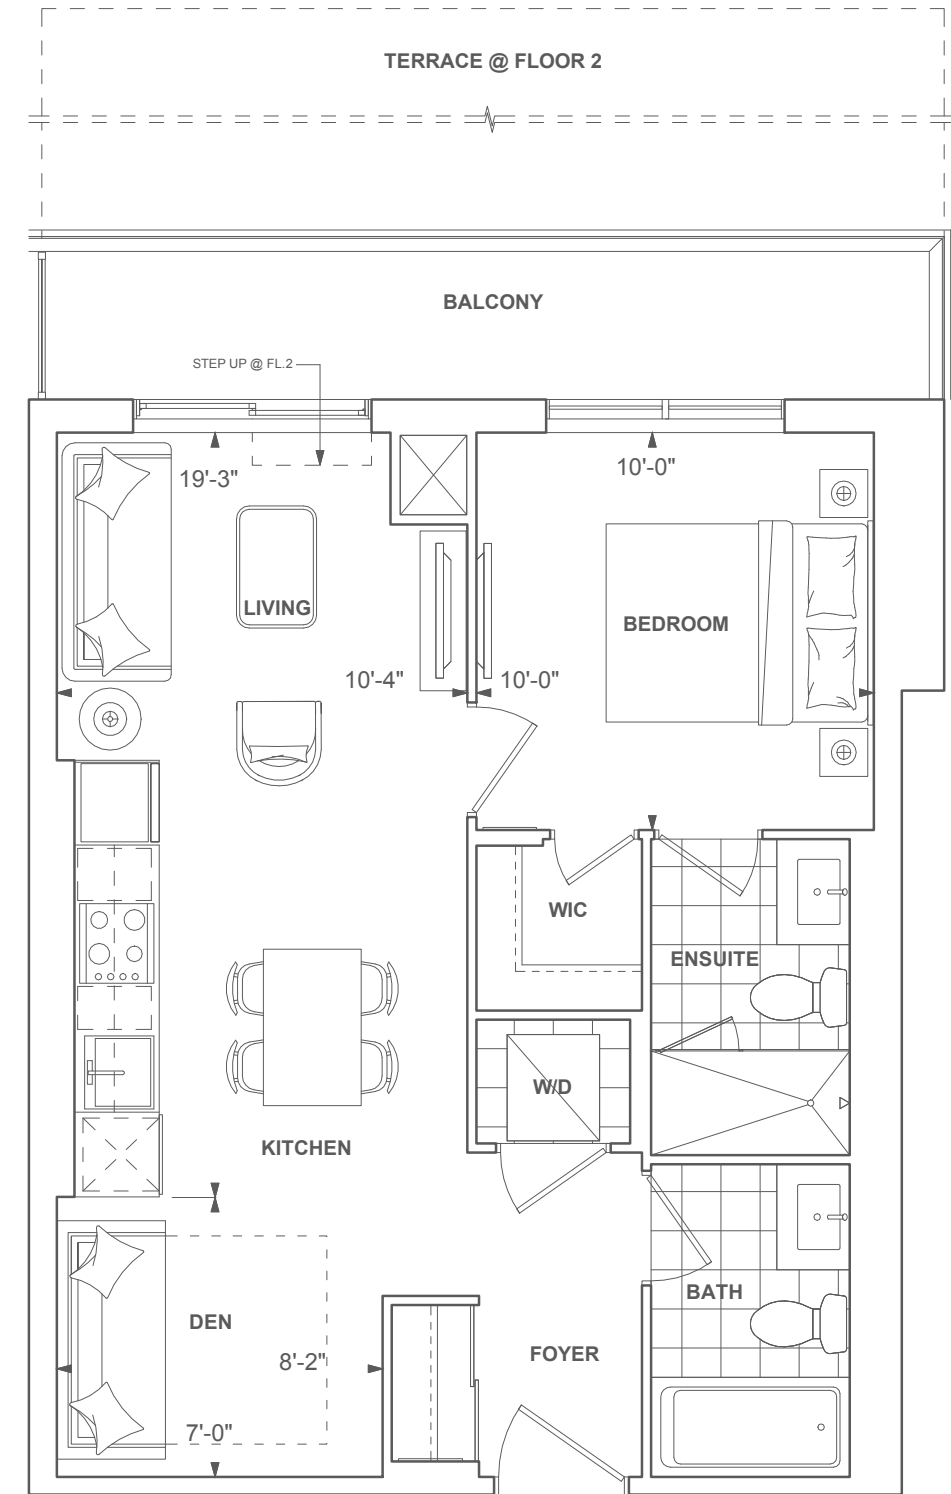 TERRACE @ FLOOR 2
BALCONY
STEP UP @ FL.2
19'-3"
10'-0"
LIVING
BEDROOM
10'-4"
10'-0"
WIC
ENSUITE
W/D
KITCHEN
BATH
DEN
FOYER
8'-2"
7'-0"